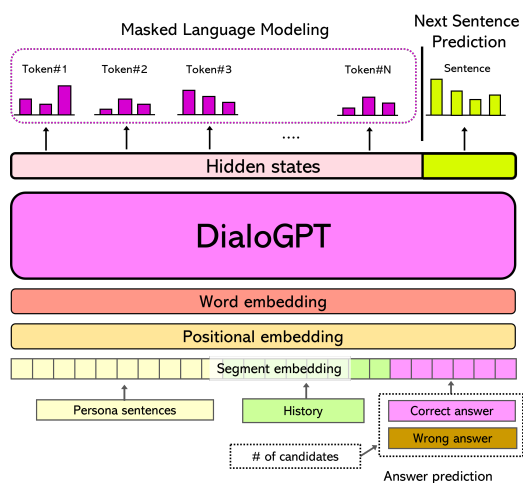 Masked Language Modeling
Next Sentence
Prediction
Token#1
Token#2
Token#3
Token#N
Sentence
....
Hidden states
DialoGPT
Word embedding
Positional embedding
Segment embedding
Persona sentences
History
Correct answer
Wrong answer
# of candidates
Answer prediction